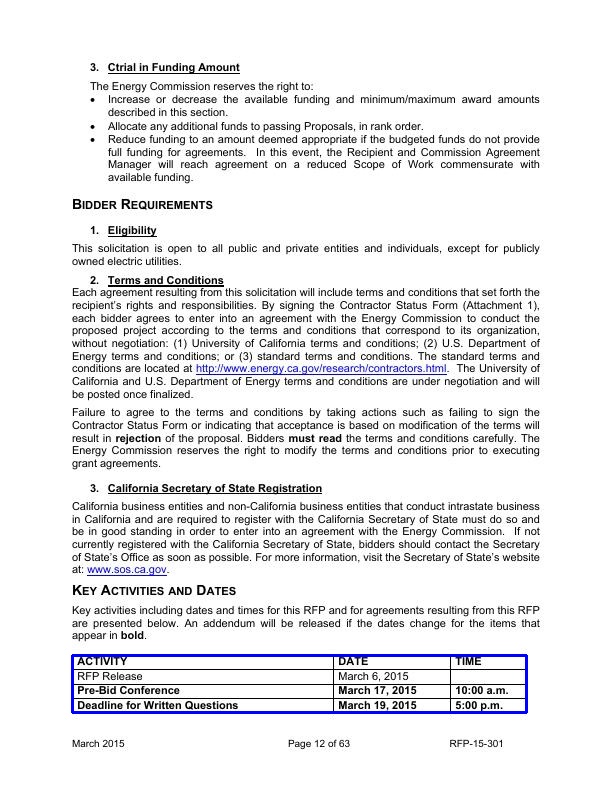 3. Ctrial in Funding Amount
The Energy Commission reserves the right to:
• Increase or decrease the available funding and minimum/maximum award amounts
described in this section.
• Allocate any additional funds to passing Proposals, in rank order.
• Reduce funding to an amount deemed appropriate if the budgeted funds do not provide
full funding for agreements. In this event, the Recipient and Commission Agreement
Manager will reach agreement on a reduced Scope of Work commensurate with
available funding.
BIDDER REQUIREMENTS
1. Eligibility
This solicitation is open to all public and private entities and individuals, except for publicly
owned electric utilities.
2. Terms and Conditions
Each agreement resulting from this solicitation will include terms and conditions that set forth the
recipient's rights and responsibilities. By signing the Contractor Status Form (Attachment 1),
each bidder agrees to enter into an agreement with the Energy Commission to conduct the
proposed project according to the terms and conditions that correspond to its organization,
without negotiation: (1) University of California terms and conditions; (2) U.S. Department of
Energy terms and conditions; or (3) standard terms and conditions. The standard terms and
conditions are located at http://www.energy.ca.gov/research/contractors.html. The University of
California and U.S. Department of Energy terms and conditions are under negotiation and will
be posted once finalized.
Failure to agree to the terms and conditions by taking actions such as failing to sign the
Contractor Status Form or indicating that acceptance is based on modification of the terms will
result in rejection of the proposal. Bidders must read the terms and conditions carefully. The
Energy Commission reserves the right to modify the terms and conditions prior to executing
grant agreements.
3. California Secretary of State Registration
California business entities and non-California business entities that conduct intrastate business
in California and are required to register with the California Secretary of State must do so and
be in good standing in order to enter into an agreement with the Energy Commission. If not
currently registered with the California Secretary of State, bidders should contact the Secretary
of State's Office as soon as possible. For more information, visit the Secretary of State's website
at: www.sos.ca.gov.
KEY ACTIVITIES AND DATES
Key activities including dates and times for this RFP and for agreements resulting from this RFP
are presented below. An addendum will be released if the dates change for the items that
appear in bold.
ACTIVITY DATE TIME
RFP Release March 6, 2015
Pre-Bid Conference March 17, 2015 10:00 a.m.
Deadline for Written Questions March 19, 2015 5:00 p.m.
March 2015 Page 12 of 63 RFP-15-301